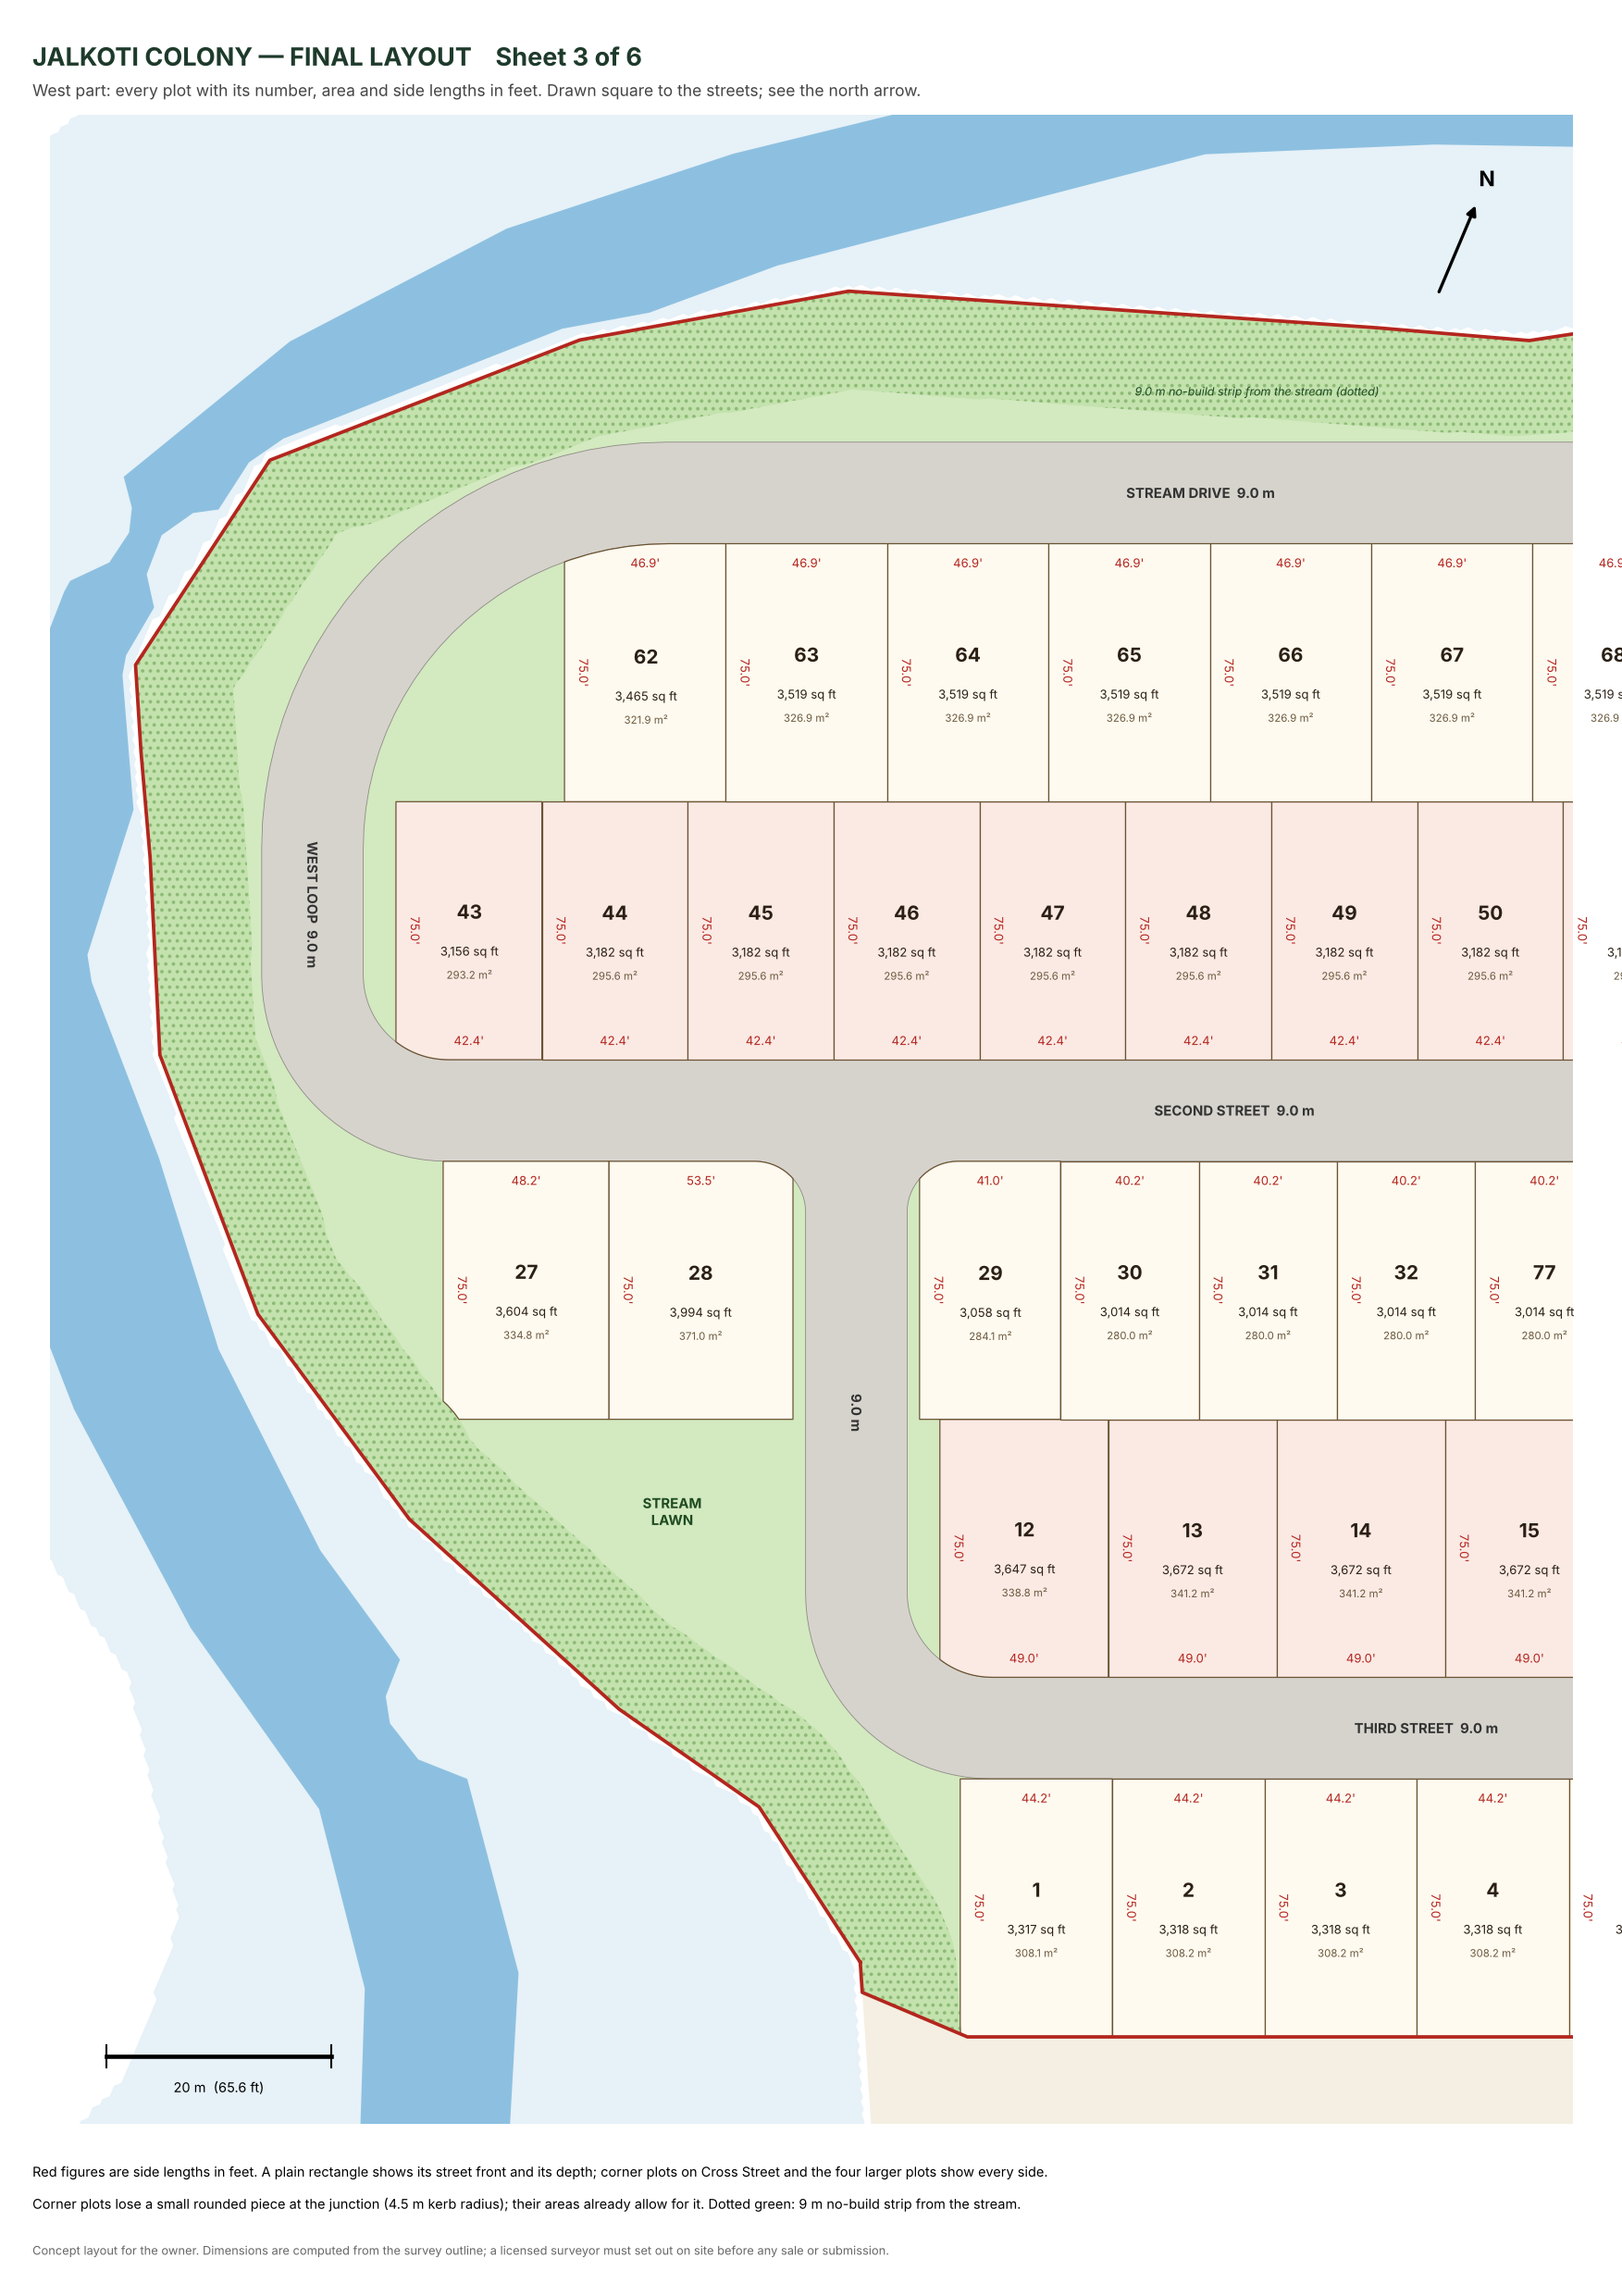 JALKOTI COLONY — FINAL LAYOUT Sheet 3 of 6
West part: every plot with its number, area and side lengths in feet. Drawn square to the streets; see the north arrow.
N
9.0 m no-build strip from the stream (dotted)
STREAM DRIVE 9.0 m
46.9' 46.9' 46.9' 46.9' 46.9' 46.9' 46.9
75.0' 75.0' 75.0' 75.0' 75.0' 75.0' 75.0'
62 63 64 65 66 67 68
3,465 sq ft 3,519 sq ft 3,519 sq ft 3,519 sq ft 3,519 sq ft 3,519 sq ft 3,519 s
321.9 m² 326.9 m² 326.9 m² 326.9 m² 326.9 m² 326.9 m² 326.9
WEST LOOP 9.0 m
75.0' 75.0' 75.0' 75.0' 75.0' 75.0' 75.0' 75.0' 75.0'
43 44 45 46 47 48 49 50
3,156 sq ft 3,182 sq ft 3,182 sq ft 3,182 sq ft 3,182 sq ft 3,182 sq ft 3,182 sq ft 3,182 sq ft 3,1
293.2 m² 295.6 m² 295.6 m² 295.6 m² 295.6 m² 295.6 m² 295.6 m² 295.6 m²
42.4' 42.4' 42.4' 42.4' 42.4' 42.4' 42.4' 42.4'
SECOND STREET 9.0 m
48.2' 53.5' 41.0' 40.2' 40.2' 40.2' 40.2'
75.0' 75.0' 75.0' 75.0' 75.0' 75.0' 75.0'
27 28 29 30 31 32 77
3,604 sq ft 3,994 sq ft 3,058 sq ft 3,014 sq ft 3,014 sq ft 3,014 sq ft 3,014 sq ft
334.8 m² 371.0 m² 284.1 m² 280.0 m² 280.0 m² 280.0 m² 280.0 m²
9.0 m
STREAM
LAWN
75.0' 75.0' 75.0' 75.0'
12 13 14 15
3,647 sq ft 3,672 sq ft 3,672 sq ft 3,672 sq ft
338.8 m² 341.2 m² 341.2 m² 341.2 m²
49.0' 49.0' 49.0' 49.0'
THIRD STREET 9.0 m
44.2' 44.2' 44.2' 44.2'
75.0' 75.0' 75.0' 75.0' 75.0'
1 2 3 4
3,317 sq ft 3,318 sq ft 3,318 sq ft 3,318 sq ft
308.1 m² 308.2 m² 308.2 m² 308.2 m²
20 m (65.6 ft)
Red figures are side lengths in feet. A plain rectangle shows its street front and its depth; corner plots on Cross Street and the four larger plots show every side.
Corner plots lose a small rounded piece at the junction (4.5 m kerb radius); their areas already allow for it. Dotted green: 9 m no-build strip from the stream.
Concept layout for the owner. Dimensions are computed from the survey outline; a licensed surveyor must set out on site before any sale or submission.